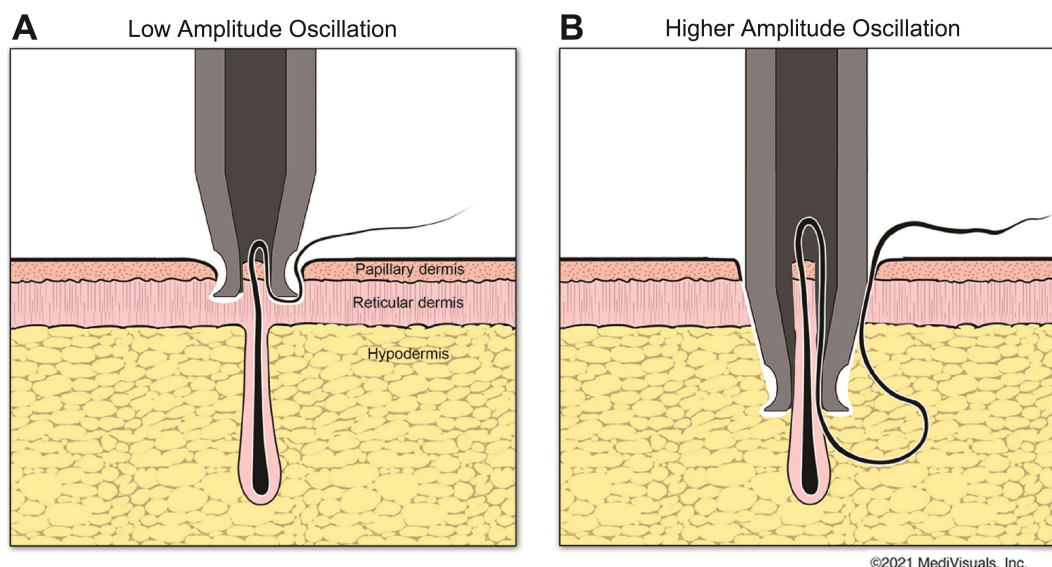 A Low Amplitude Oscillation
B Higher Amplitude Oscillation
Papillary dermis
Reticular dermis
Hypodermis
©2021 MediVisuals, Inc.